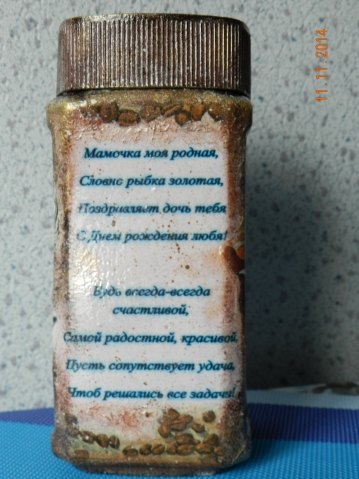 11.11.2014
Мамочка моя родная,
Словно рыбка золотая,
Поздравляет дочь тебя
С Днем рождения любя!
Будь всегда-всегда
счастливой,
Самой радостной, красивой,
Пусть сопутствует удача,
Чтоб решались все задачи!